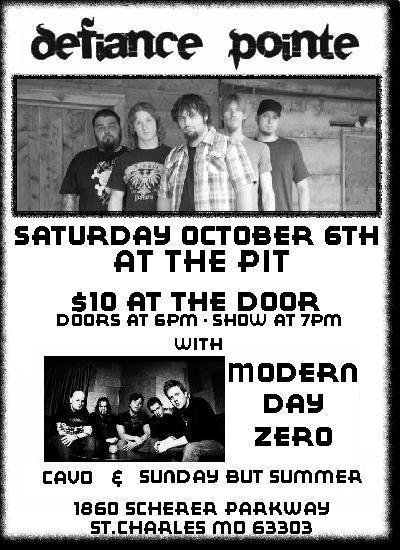 defiance pointe
SATURDAY OCTOBER 6TH
AT THE PIT
$10 AT THE DOOR
DOORS AT 6PM - SHOW AT 7PM
WITH
MODERN
DAY
ZERO
CAVO & SUNDAY BUT SUMMER
1860 SCHERER PARKWAY
ST.CHARLES MO 63303